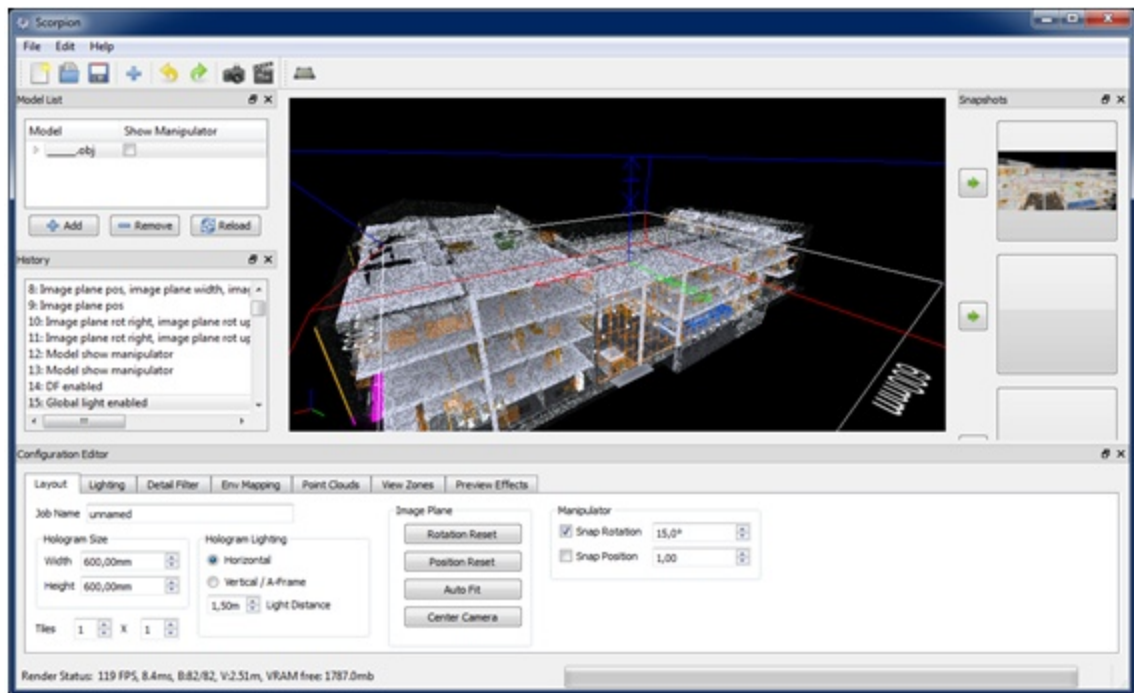 Scorpion
File Edit Help
Model List
Model Show Manipulator
_____.obj
Add Remove Reload
History
8: Image plane pos, image plane width, imag
9: Image plane pos
10: Image plane rot right, image plane rot up
11: Image plane rot right, image plane rot up
12: Model show manipulator
13: Model show manipulator
14: DF enabled
15: Global light enabled
600mm
Snapshots
Configuration Editor
Layout Lighting Detail Filter Env Mapping Point Clouds View Zones Preview Effects
Job Name unnamed
Hologram Size
Width 600,00mm
Height 600,00mm
Tiles 1 X 1
Hologram Lighting
Horizontal
Vertical / A-Frame
1,50m Light Distance
Image Plane
Rotation Reset
Position Reset
Auto Fit
Center Camera
Manipulator
Snap Rotation 15,0°
Snap Position 1,00
Render Status: 119 FPS, 8.4ms, B:82/82, V:2.51m, VRAM free: 1787.0mb